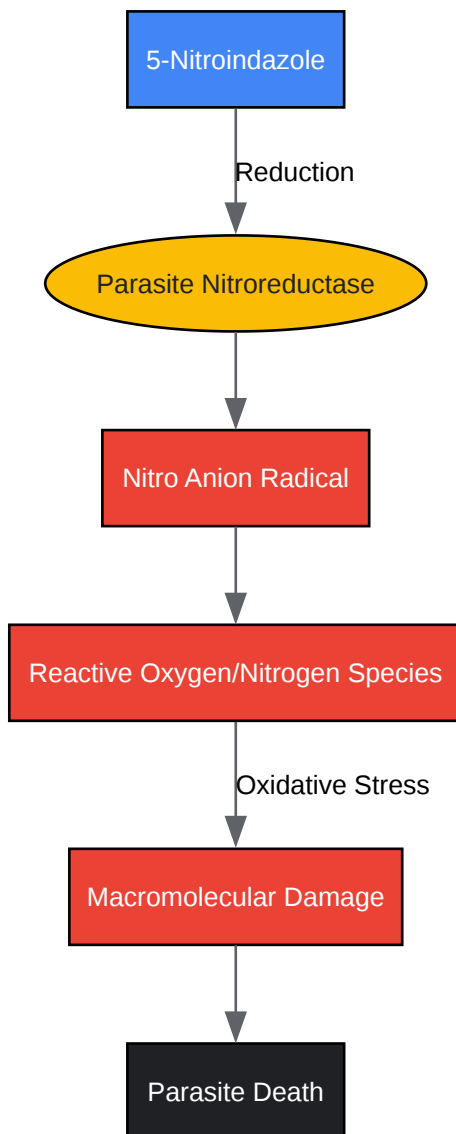 5-Nitroindazole
Reduction
Parasite Nitroreductase
Nitro Anion Radical
Reactive Oxygen/Nitrogen Species
Oxidative Stress
Macromolecular Damage
Parasite Death